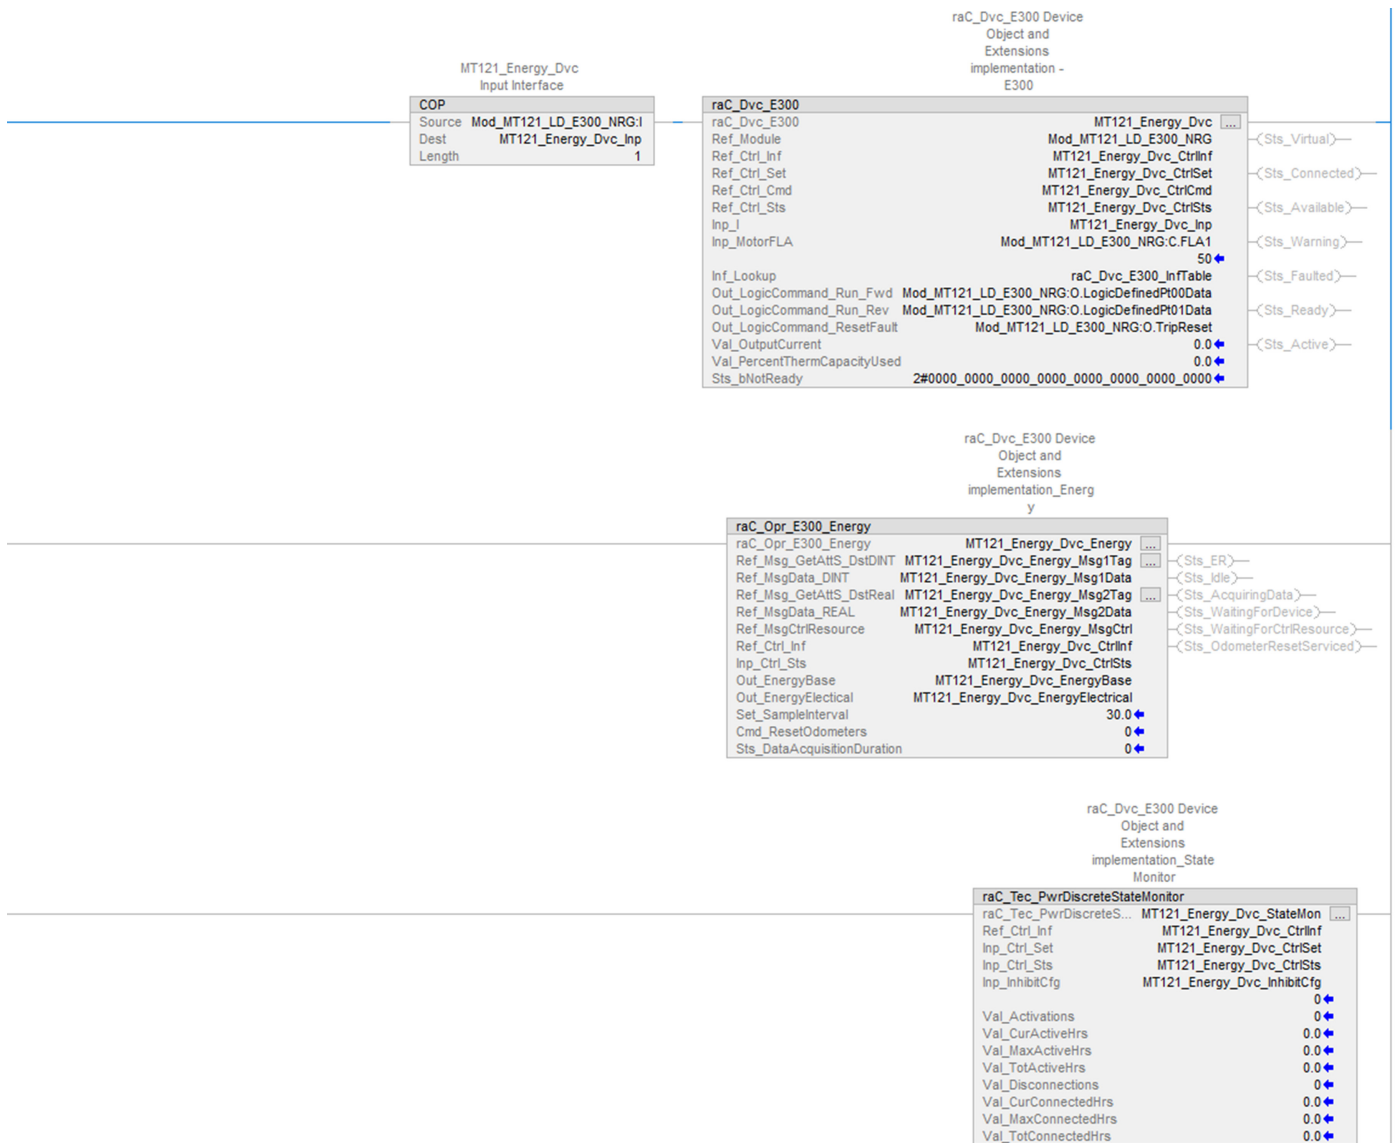 raC_Dvc_E300 Device
Object and
Extensions
implementation -
E300
MT121_Energy_Dvc
Input Interface
COP
Source Mod_MT121_LD_E300_NRG:I
Dest MT121_Energy_Dvc_Inp
Length 1
raC_Dvc_E300
raC_Dvc_E300 MT121_Energy_Dvc ...
Ref_Module Mod_MT121_LD_E300_NRG (Sts_Virtual)
Ref_Ctrl_Inf MT121_Energy_Dvc_CtrlInf
Ref_Ctrl_Set MT121_Energy_Dvc_CtrlSet (Sts_Connected)
Ref_Ctrl_Cmd MT121_Energy_Dvc_CtrlCmd
Ref_Ctrl_Sts MT121_Energy_Dvc_CtrlSts (Sts_Available)
Inp_I MT121_Energy_Dvc_Inp
Inp_MotorFLA Mod_MT121_LD_E300_NRG:C.FLA1 (Sts_Warning)
50
Inf_Lookup raC_Dvc_E300_InfTable (Sts_Faulted)
Out_LogicCommand_Run_Fwd Mod_MT121_LD_E300_NRG:O.LogicDefinedPt00Data
Out_LogicCommand_Run_Rev Mod_MT121_LD_E300_NRG:O.LogicDefinedPt01Data (Sts_Ready)
Out_LogicCommand_ResetFault Mod_MT121_LD_E300_NRG:O.TripReset
Val_OutputCurrent 0.0 (Sts_Active)
Val_PercentThermCapacityUsed 0.0
Sts_bNotReady 2#0000_0000_0000_0000_0000_0000_0000_0000
raC_Dvc_E300 Device
Object and
Extensions
implementation_Energ
y
raC_Opr_E300_Energy
raC_Opr_E300_Energy MT121_Energy_Dvc_Energy ...
Ref_Msg_GetAttS_DstDINT MT121_Energy_Dvc_Energy_Msg1Tag ... (Sts_ER)
Ref_MsgData_DINT MT121_Energy_Dvc_Energy_Msg1Data (Sts_Idle)
Ref_Msg_GetAttS_DstReal MT121_Energy_Dvc_Energy_Msg2Tag ... (Sts_AcquiringData)
Ref_MsgData_REAL MT121_Energy_Dvc_Energy_Msg2Data (Sts_WaitingForDevice)
Ref_MsgCtrlResource MT121_Energy_Dvc_Energy_MsgCtrl (Sts_WaitingForCtrlResource)
Ref_Ctrl_Inf MT121_Energy_Dvc_CtrlInf (Sts_OdometerResetServiced)
Inp_Ctrl_Sts MT121_Energy_Dvc_CtrlSts
Out_EnergyBase MT121_Energy_Dvc_EnergyBase
Out_EnergyElectical MT121_Energy_Dvc_EnergyElectrical
Set_SampleInterval 30.0
Cmd_ResetOdometers 0
Sts_DataAcquisitionDuration 0
raC_Dvc_E300 Device
Object and
Extensions
implementation_State
Monitor
raC_Tec_PwrDiscreteStateMonitor
raC_Tec_PwrDiscreteS... MT121_Energy_Dvc_StateMon ...
Ref_Ctrl_Inf MT121_Energy_Dvc_CtrlInf
Inp_Ctrl_Set MT121_Energy_Dvc_CtrlSet
Inp_Ctrl_Sts MT121_Energy_Dvc_CtrlSts
Inp_InhibitCfg MT121_Energy_Dvc_InhibitCfg
0
Val_Activations 0
Val_CurActiveHrs 0.0
Val_MaxActiveHrs 0.0
Val_TotActiveHrs 0.0
Val_Disconnections 0
Val_CurConnectedHrs 0.0
Val_MaxConnectedHrs 0.0
Val_TotConnectedHrs 0.0